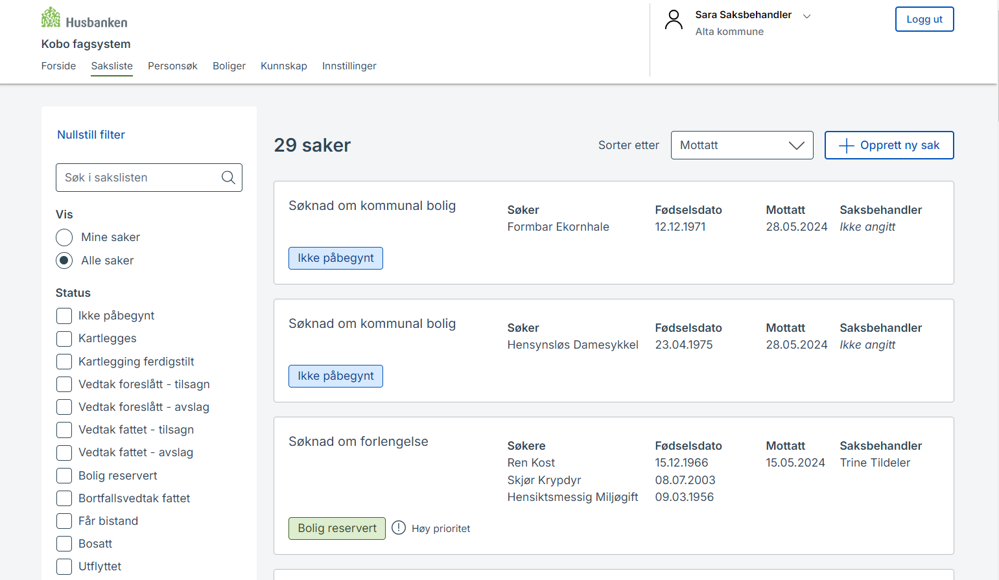 Husbanken
Kobo fagsystem
Forside Saksliste Personsøk Boliger Kunnskap Innstillinger
Sara Saksbehandler
Alta kommune
Logg ut
Nullstill filter
Søk i sakslisten
Vis
Mine saker
Alle saker
Status
Ikke påbegynt
Kartlegges
Kartlegging ferdigstilt
Vedtak foreslått - tilsagn
Vedtak foreslått - avslag
Vedtak fattet - tilsagn
Vedtak fattet - avslag
Bolig reservert
Bortfallsvedtak fattet
Får bistand
Bosatt
Utflyttet
29 saker
Sorter etter
Mottatt
Opprett ny sak
Søknad om kommunal bolig
Søker Fødselsdato Mottatt Saksbehandler
Formbar Ekornhale 12.12.1971 28.05.2024 Ikke angitt
Ikke påbegynt
Søknad om kommunal bolig
Søker Fødselsdato Mottatt Saksbehandler
Hensynsløs Damesykkel 23.04.1975 28.05.2024 Ikke angitt
Ikke påbegynt
Søknad om forlengelse
Søkere Fødselsdato Mottatt Saksbehandler
Ren Kost 15.12.1966 15.05.2024 Trine Tildeler
Skjør Krypdyr 08.07.2003
Hensiktsmessig Miljøgift 09.03.1956
Bolig reservert Høy prioritet